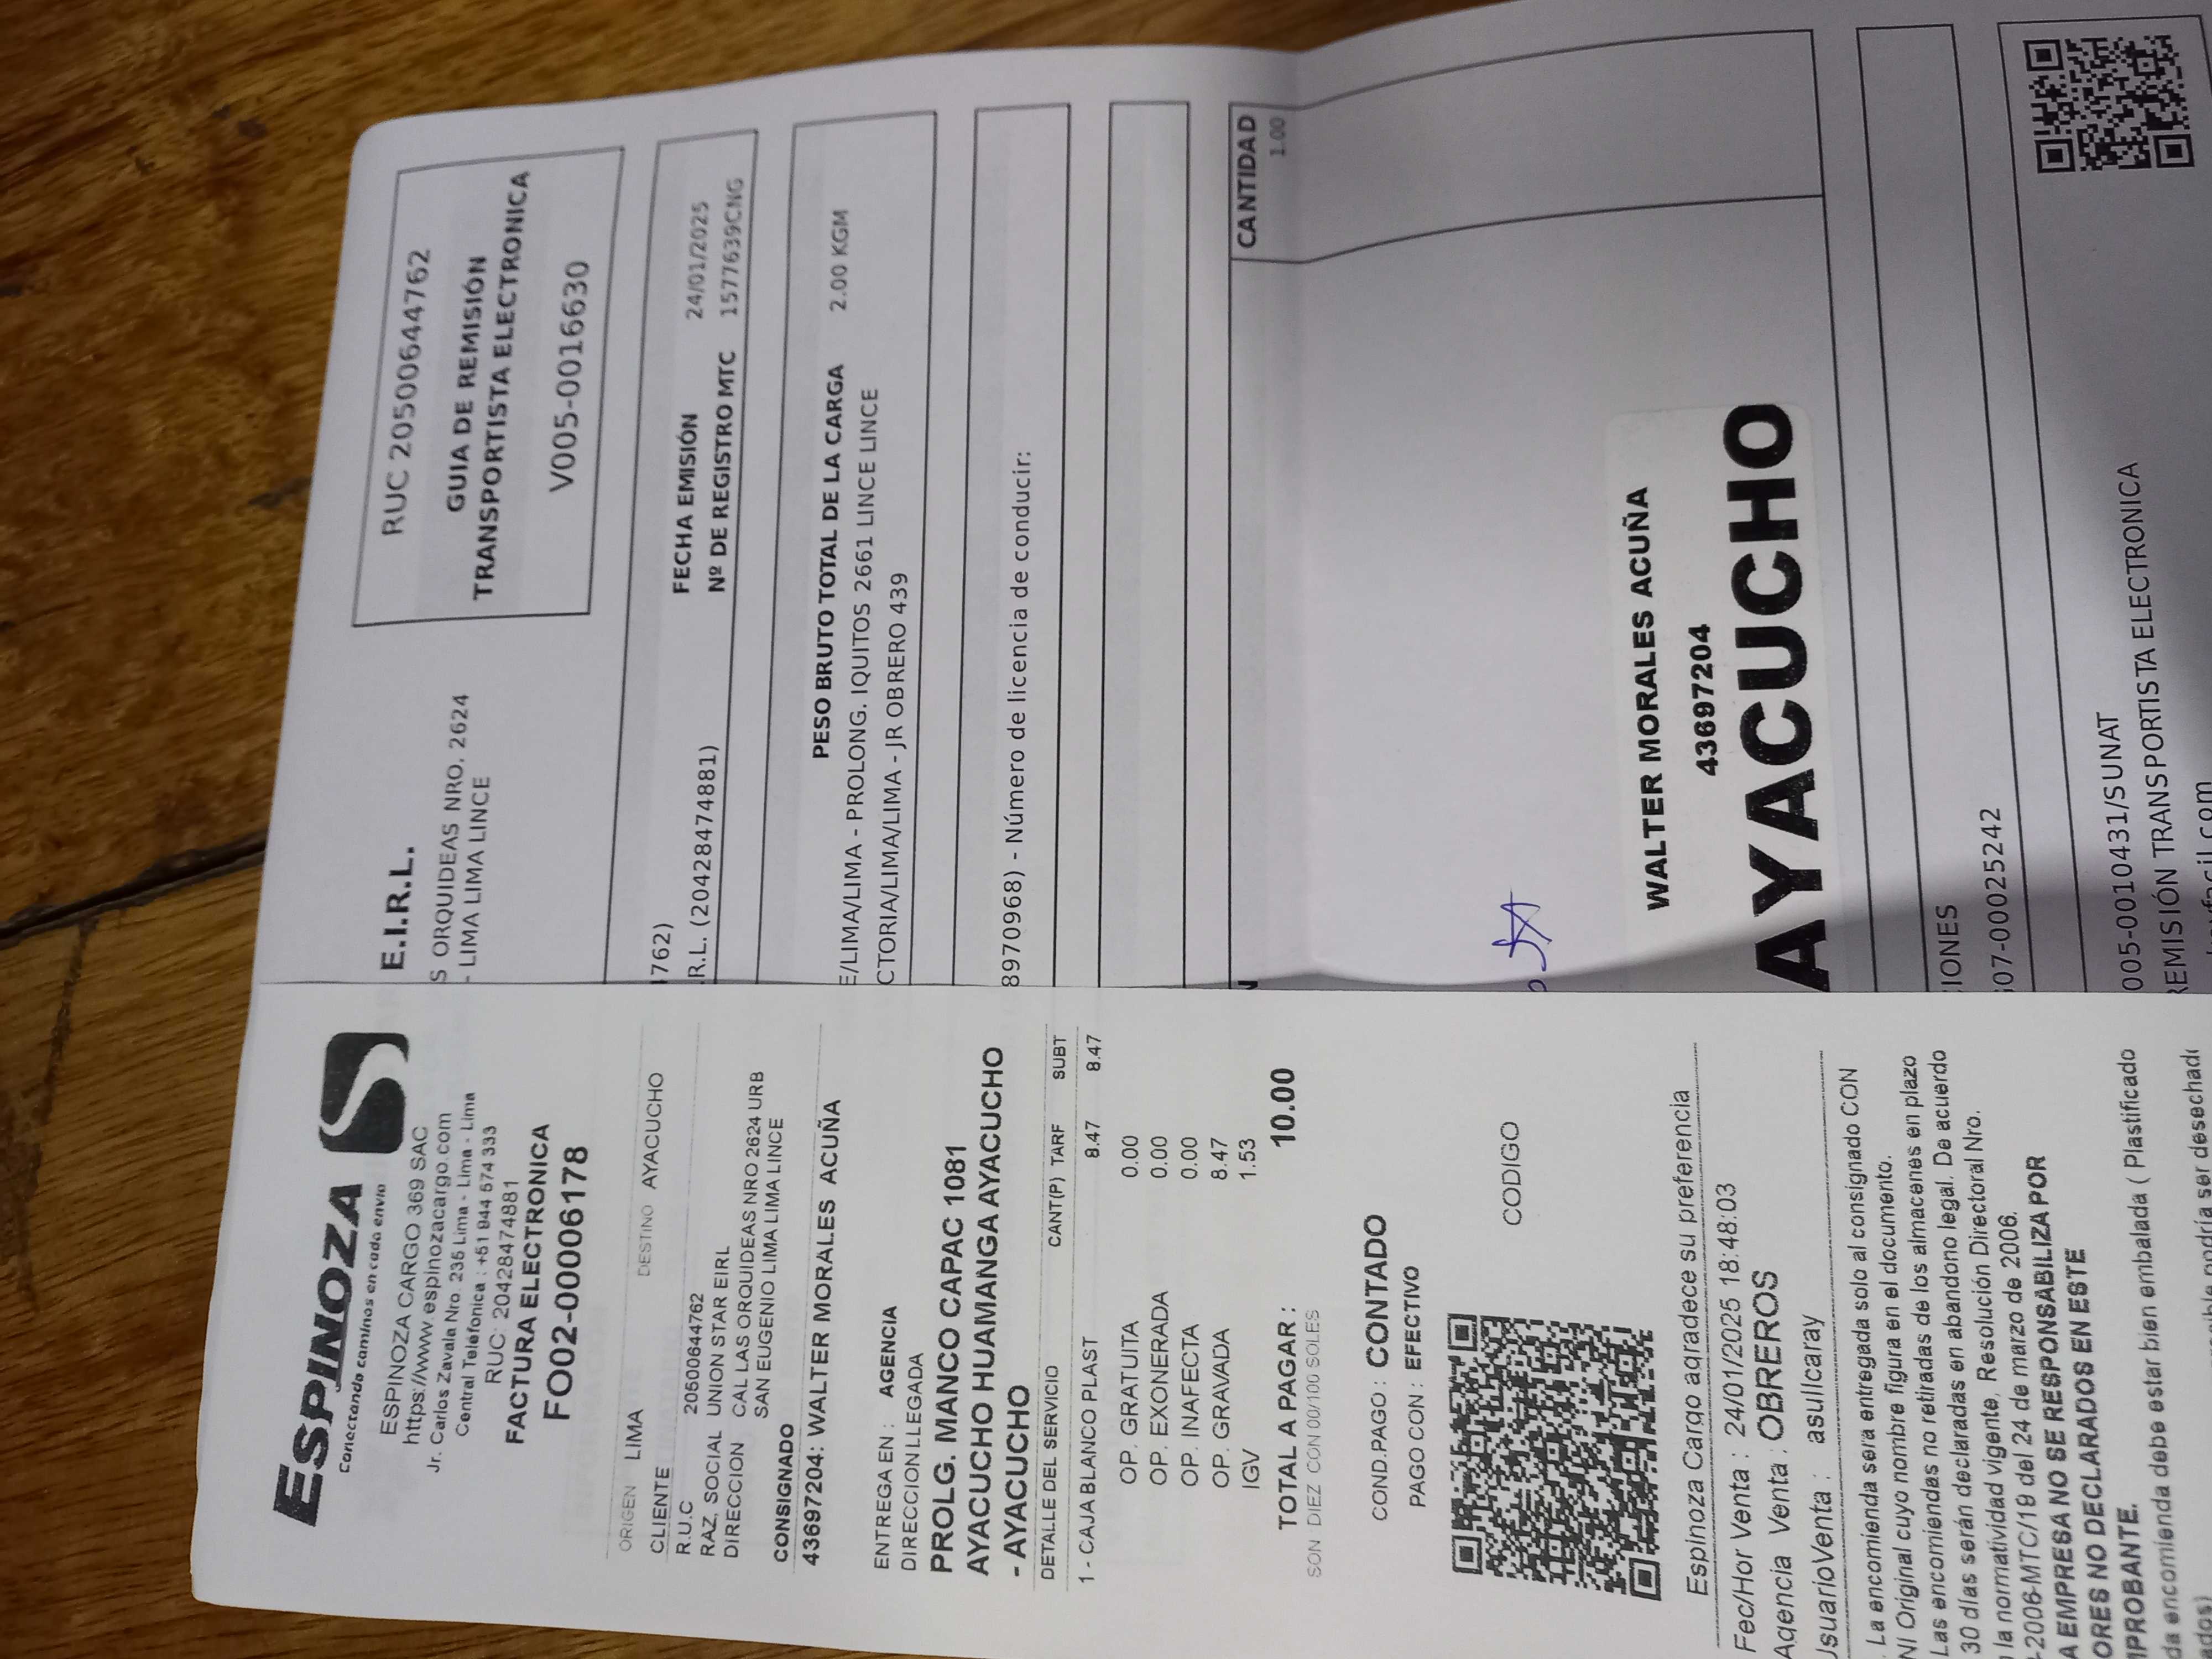 ESPINOZA
Conectando caminos en cada envio
ESPINOZA CARGO 369 SAC
https://www.espinozacargo.com
Jr. Carlos Zavala Nro. 235 Lima - Lima - Lima
Central Telefonica : +51 944 574 333
RUC: 20428474881
FACTURA ELECTRONICA
FO02-00006178
ORIGEN LIMA DESTINO AYACUCHO
CLIENTE
R.U.C 20500644762
RAZ, SOCIAL UNION STAR EIRL
DIRECCION CAL LAS ORQUIDEAS NRO 2624 URB
SAN EUGENIO LIMA LIMA LINCE
CONSIGNADO
43697204: WALTER MORALES ACUÑA
ENTREGA EN : AGENCIA
DIRECCION LLEGADA
PROLG. MANCO CAPAC 1081
AYACUCHO HUAMANGA AYACUCHO
- AYACUCHO
DETALLE DEL SERVICIO CANT(P) TARF SUBT
1 - CAJA BLANCO PLAST 8.47 8.47
OP. GRATUITA 0.00
OP. EXONERADA 0.00
OP. INAFECTA 0.00
OP. GRAVADA 8.47
IGV 1.53
TOTAL A PAGAR : 10.00
SON DIEZ CON 00/100 SOLES
COND.PAGO : CONTADO
PAGO CON : EFECTIVO
CODIGO
Espinoza Cargo agradece su preferencia
Fec/Hor Venta : 24/01/2025 18:48:03
Agencia Venta : OBREROS
UsuarioVenta : asullcaray
La encomienda sera entregada solo al consignado CON
NI Original cuyo nombre figura en el documento.
Las encomiendas no retiradas de los almacenes en plazo
30 días serán declaradas en abandono legal. De acuerdo
la normatividad vigente, Resolución Directoral Nro.
-2006-MTC/19 del 24 de marzo de 2006.
A EMPRESA NO SE RESPONSABILIZA POR
ORES NO DECLARADOS EN ESTE
MPROBANTE.
da encomienda debe estar bien embalada ( Plastificado
podría ser desechad
E.I.R.L.
S ORQUIDEAS NRO. 2624
- LIMA LIMA LINCE
RUC 20500644762
GUIA DE REMISIÓN
TRANSPORTISTA ELECTRONICA
V005-0016630
4762)
R.L. (20428474881)
FECHA EMISIÓN 24/01/2025
Nº DE REGISTRO MTC 1577639CNG
PESO BRUTO TOTAL DE LA CARGA 2.00 KGM
E/LIMA/LIMA - PROLONG. IQUITOS 2661 LINCE LINCE
CTORIA/LIMA/LIMA - JR OBRERO 439
8970968) - Número de licencia de conducir:
N CANTIDAD
1.00
WALTER MORALES ACUÑA
43697204
AYACUCHO
IONES
07-00025242
005-0010431/SUNAT
REMISIÓN TRANSPORTISTA ELECTRONICA